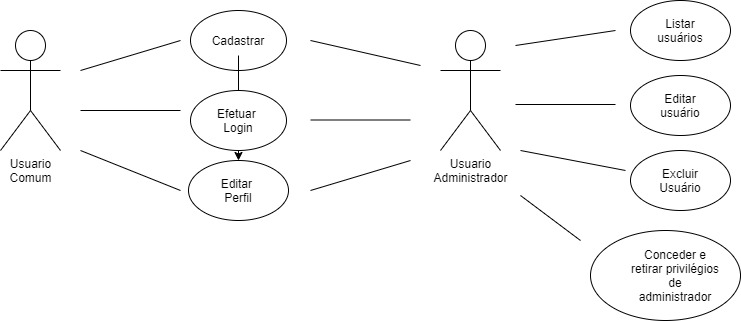 Cadastrar
Efetuar
Login
Editar
Perfil
Usuario
Comum
Usuario
Administrador
Listar
usuários
Editar
usuário
Excluir
Usuário
Conceder e
retirar privilégios
de
administrador